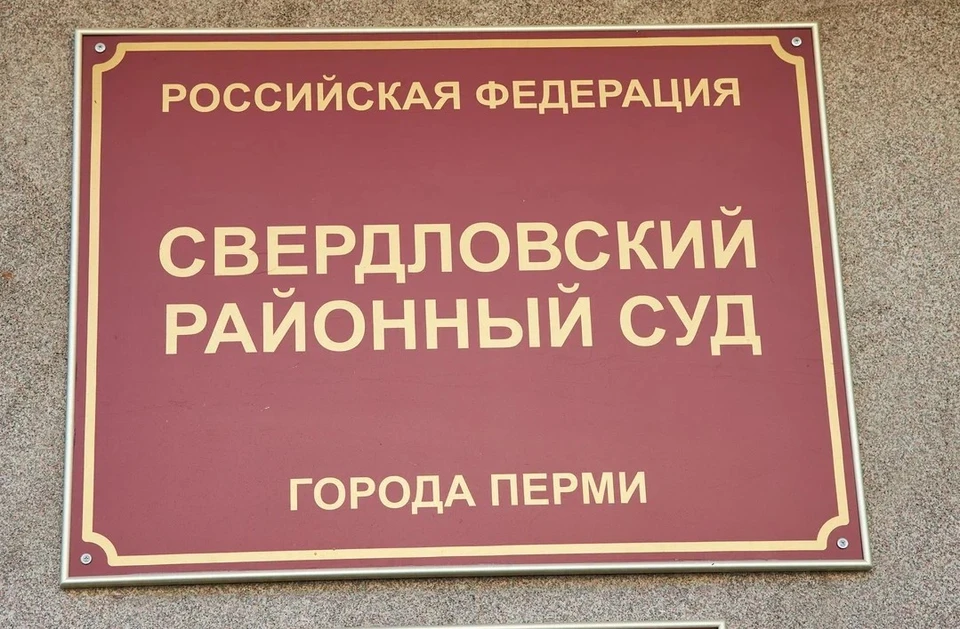 РОССИЙСКАЯ ФЕДЕРАЦИЯ
СВЕРДЛОВСКИЙ
РАЙОННЫЙ СУД
ГОРОДА ПЕРМИ